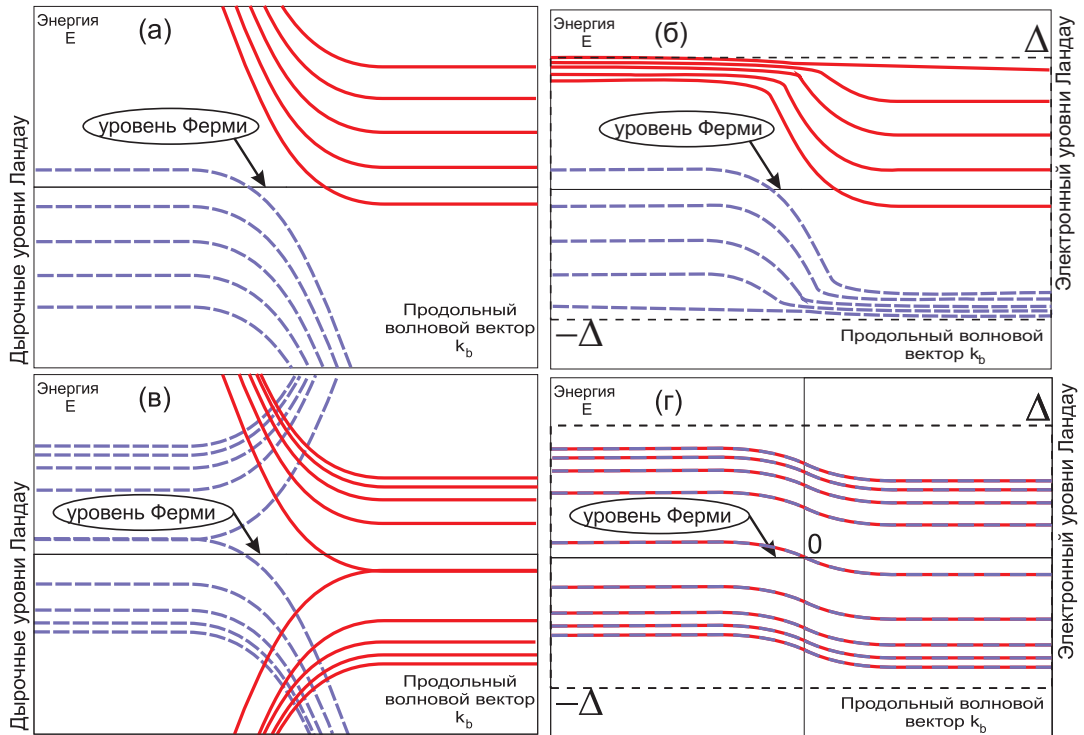 Энергия
E
(а)
уровень Ферми
Дырочные уровни Ландау
Продольный
волновой вектор
k_b
Энергия
E
(б)
Δ
уровень Ферми
Электронный уровни Ландау
−Δ
Продольный волновой
вектор k_b
Энергия
E
(в)
уровень Ферми
Дырочные уровни Ландау
Продольный
волновой вектор
k_b
Энергия
E
(г)
Δ
уровень Ферми
0
Электронный уровни Ландау
−Δ
Продольный волновой
вектор k_b